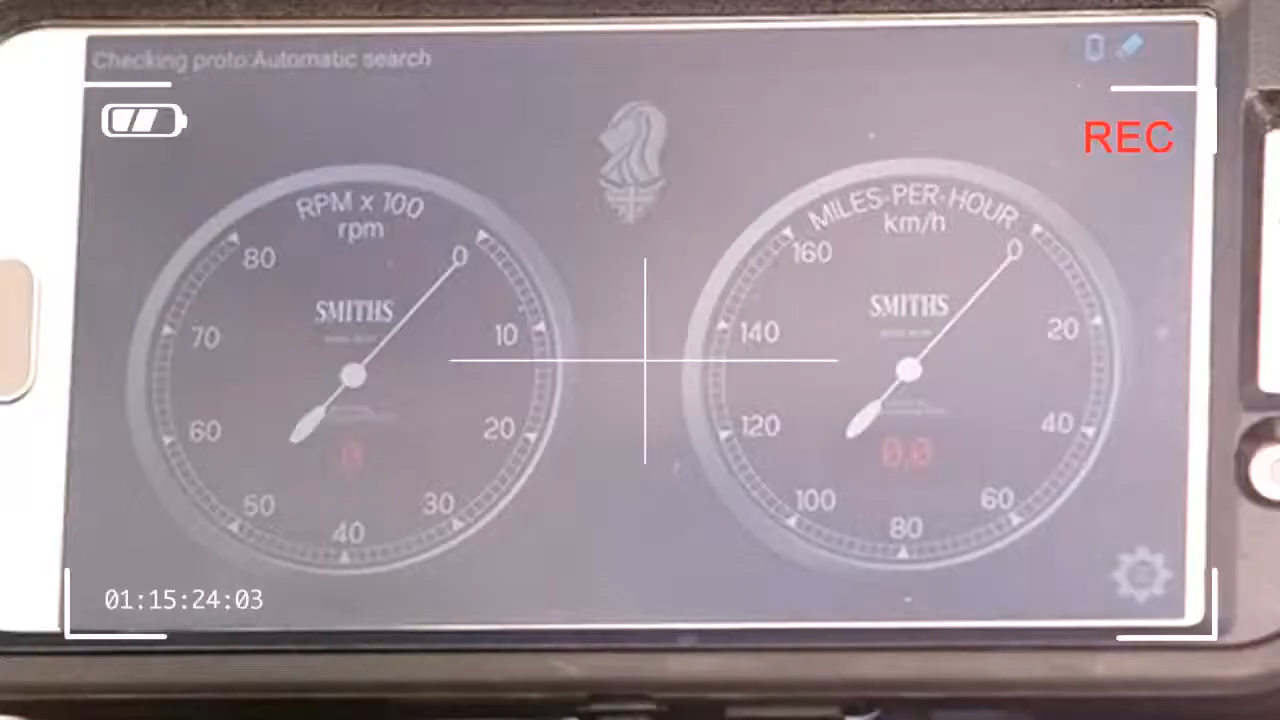 Checking proto:Automatic search
REC
RPM x 100
rpm
SMITHS
0
10
20
30
40
50
60
70
80
0
MILES-PER-HOUR
km/h
SMITHS
0
20
40
60
80
100
120
140
160
0.0
01:15:24:03